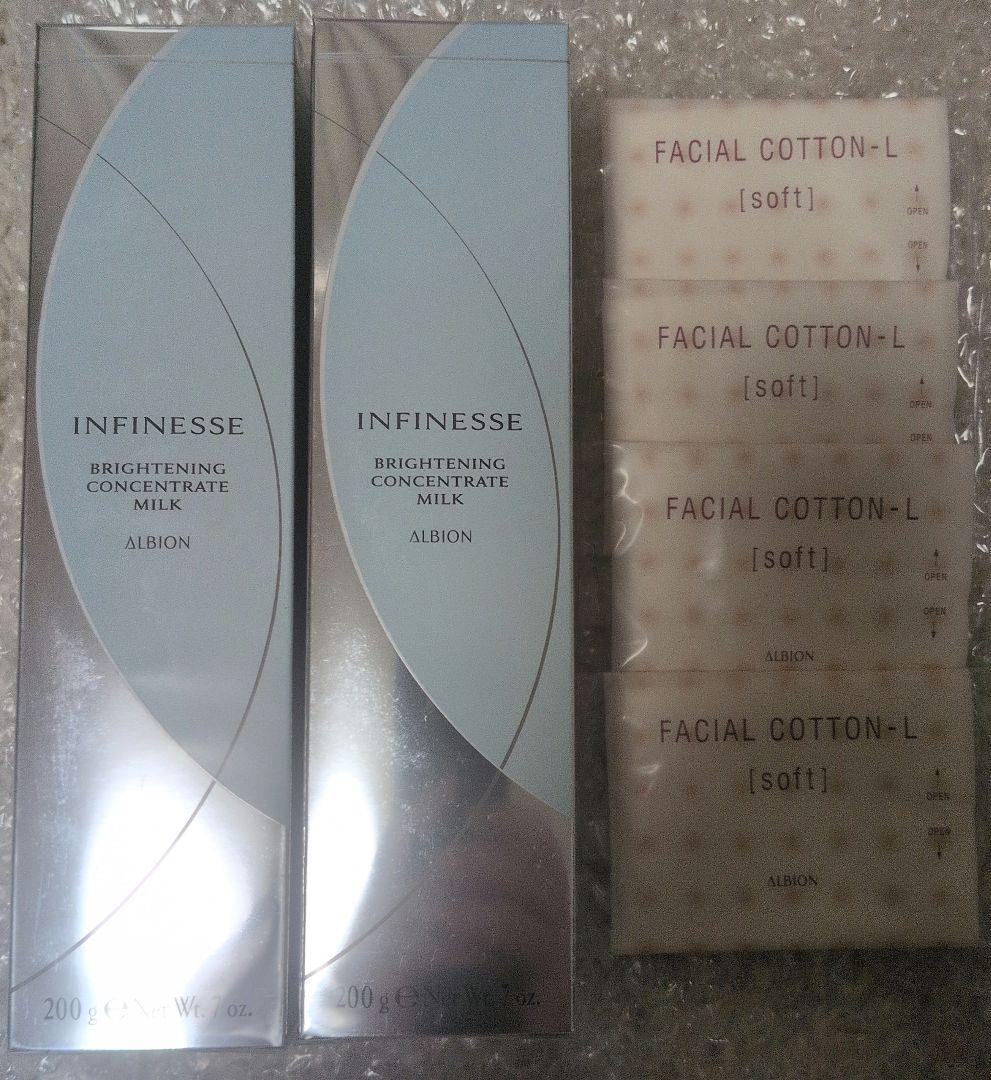 INFINESSE
BRIGHTENING
CONCENTRATE
MILK
ALBION
200 g e Net Wt. 7 oz.
INFINESSE
BRIGHTENING
CONCENTRATE
MILK
ALBION
200 g e Net Wt. 7 oz.
FACIAL COTTON-L
[soft]
OPEN
OPEN
FACIAL COTTON-L
[soft]
OPEN
OPEN
FACIAL COTTON-L
[soft]
OPEN
OPEN
ALBION
FACIAL COTTON-L
[soft]
OPEN
OPEN
ALBION